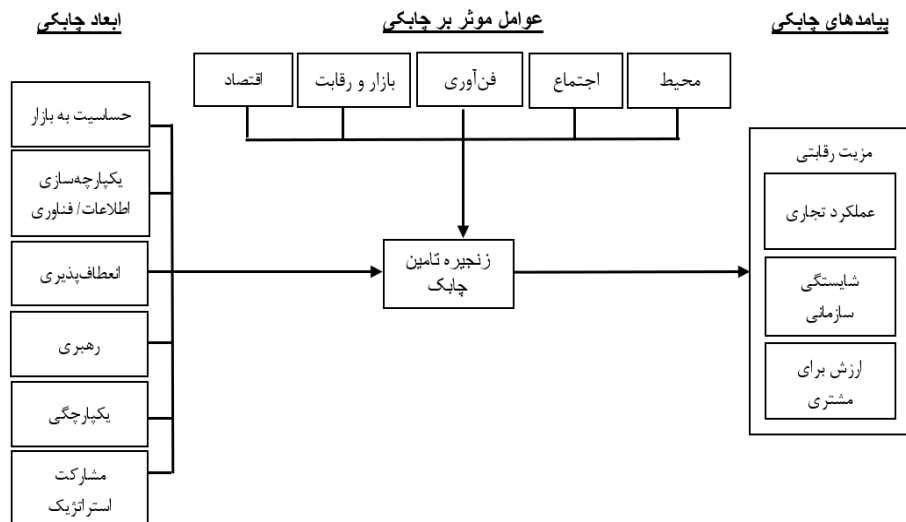 پیامدهای چابکی
عوامل موثر بر چابکی
ابعاد چابکی
محیط
اجتماع
فن‌آوری
بازار و رقابت
اقتصاد
حساسیت به بازار
یکپارچه‌سازی
اطلاعات/ فناوری
انعطاف‌پذیری
رهبری
یکپارچگی
مشارکت
استراتژیک
زنجیره تامین
چابک
مزیت رقابتی
عملکرد تجاری
شایستگی
سازمانی
ارزش برای
مشتری